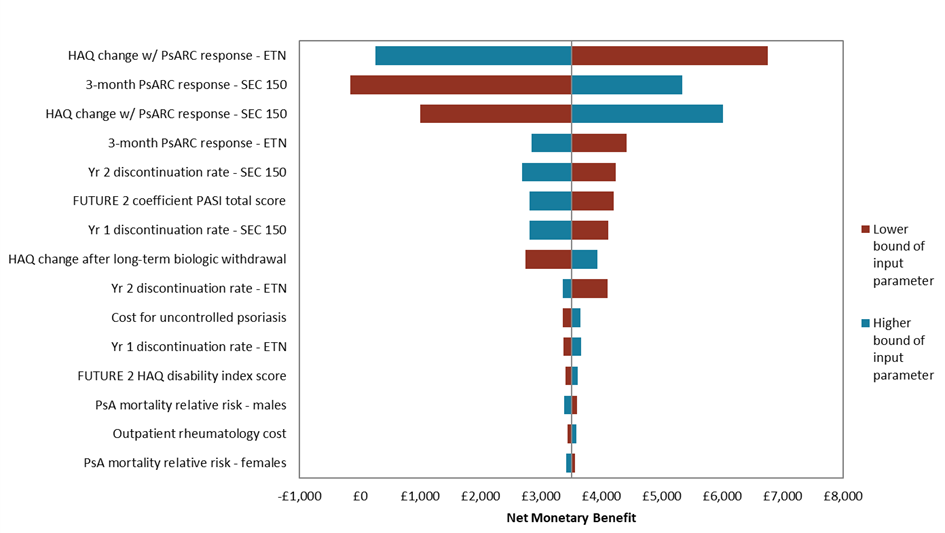 HAQ change w/ PsARC response - ETN
3-month PsARC response - SEC 150
HAQ change w/ PsARC response - SEC 150
3-month PsARC response - ETN
Yr 2 discontinuation rate - SEC 150
FUTURE 2 coefficient PASI total score
Yr 1 discontinuation rate - SEC 150
HAQ change after long-term biologic withdrawal
Yr 2 discontinuation rate - ETN
Cost for uncontrolled psoriasis
Yr 1 discontinuation rate - ETN
FUTURE 2 HAQ disability index score
PsA mortality relative risk - males
Outpatient rheumatology cost
PsA mortality relative risk - females
-£1,000 £0 £1,000 £2,000 £3,000 £4,000 £5,000 £6,000 £7,000 £8,000
Net Monetary Benefit
Lower
bound of
input
parameter
Higher
bound of
input
parameter